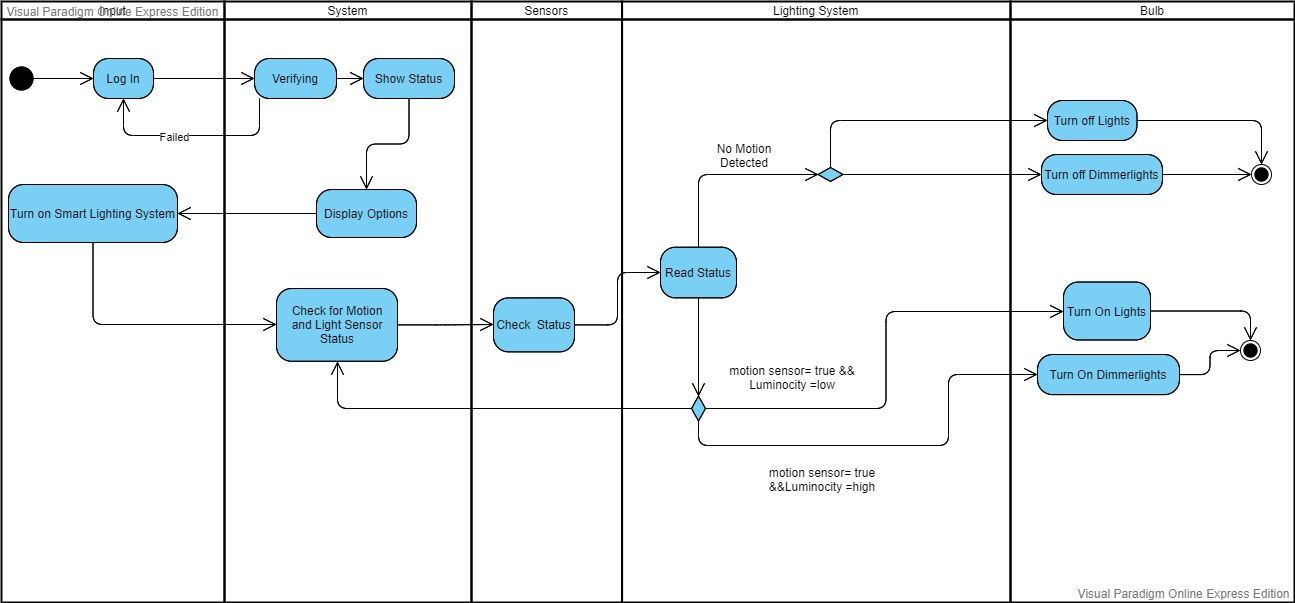 Visual Paradigm Online Express Edition
Input
System
Sensors
Lighting System
Bulb
Log In
Verifying
Show Status
Failed
Turn on Smart Lighting System
Display Options
Check for Motion
and Light Sensor
Status
Check Status
Read Status
No Motion
Detected
Turn off Lights
Turn off Dimmerlights
motion sensor= true &&
Luminocity =low
Turn On Lights
Turn On Dimmerlights
motion sensor= true
&&Luminocity =high
Visual Paradigm Online Express Edition